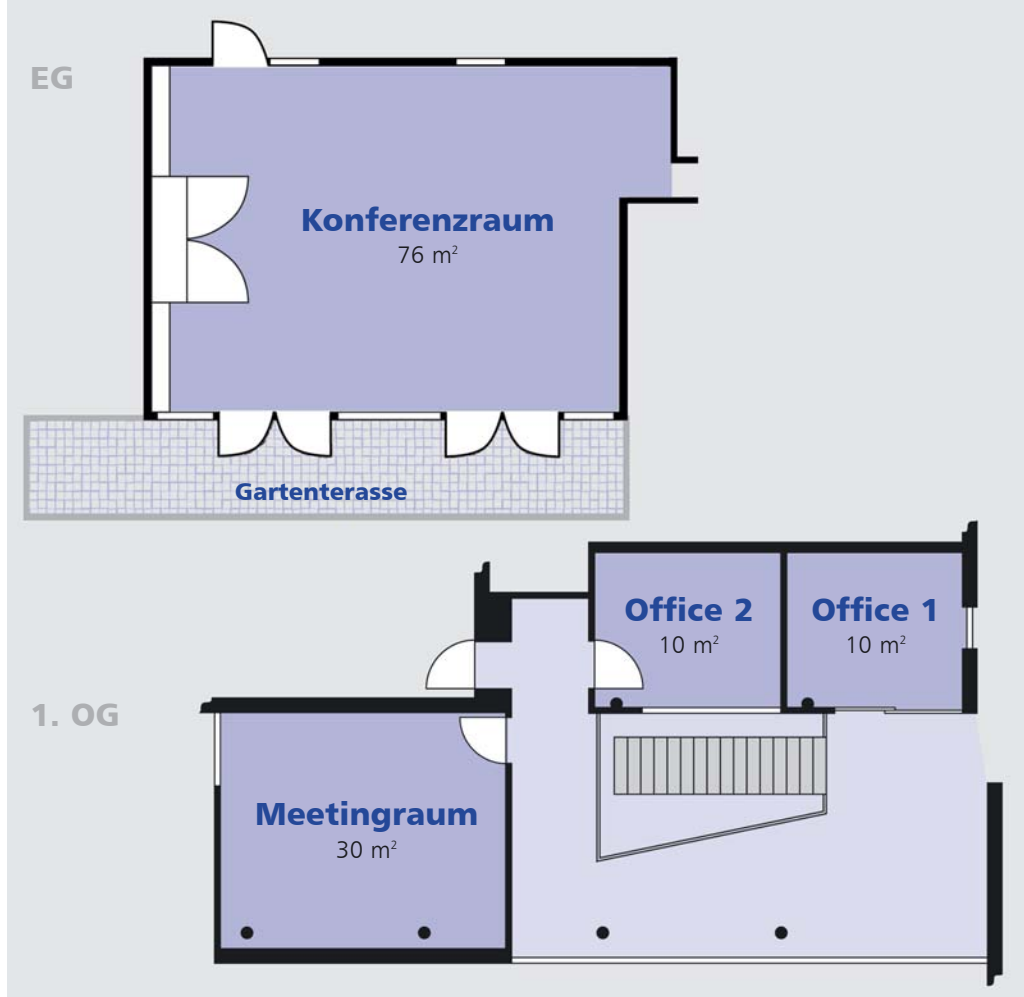 EG
Konferenzraum
76 m²
Gartenterasse
Office 2
10 m²
Office 1
10 m²
1. OG
Meetingraum
30 m²